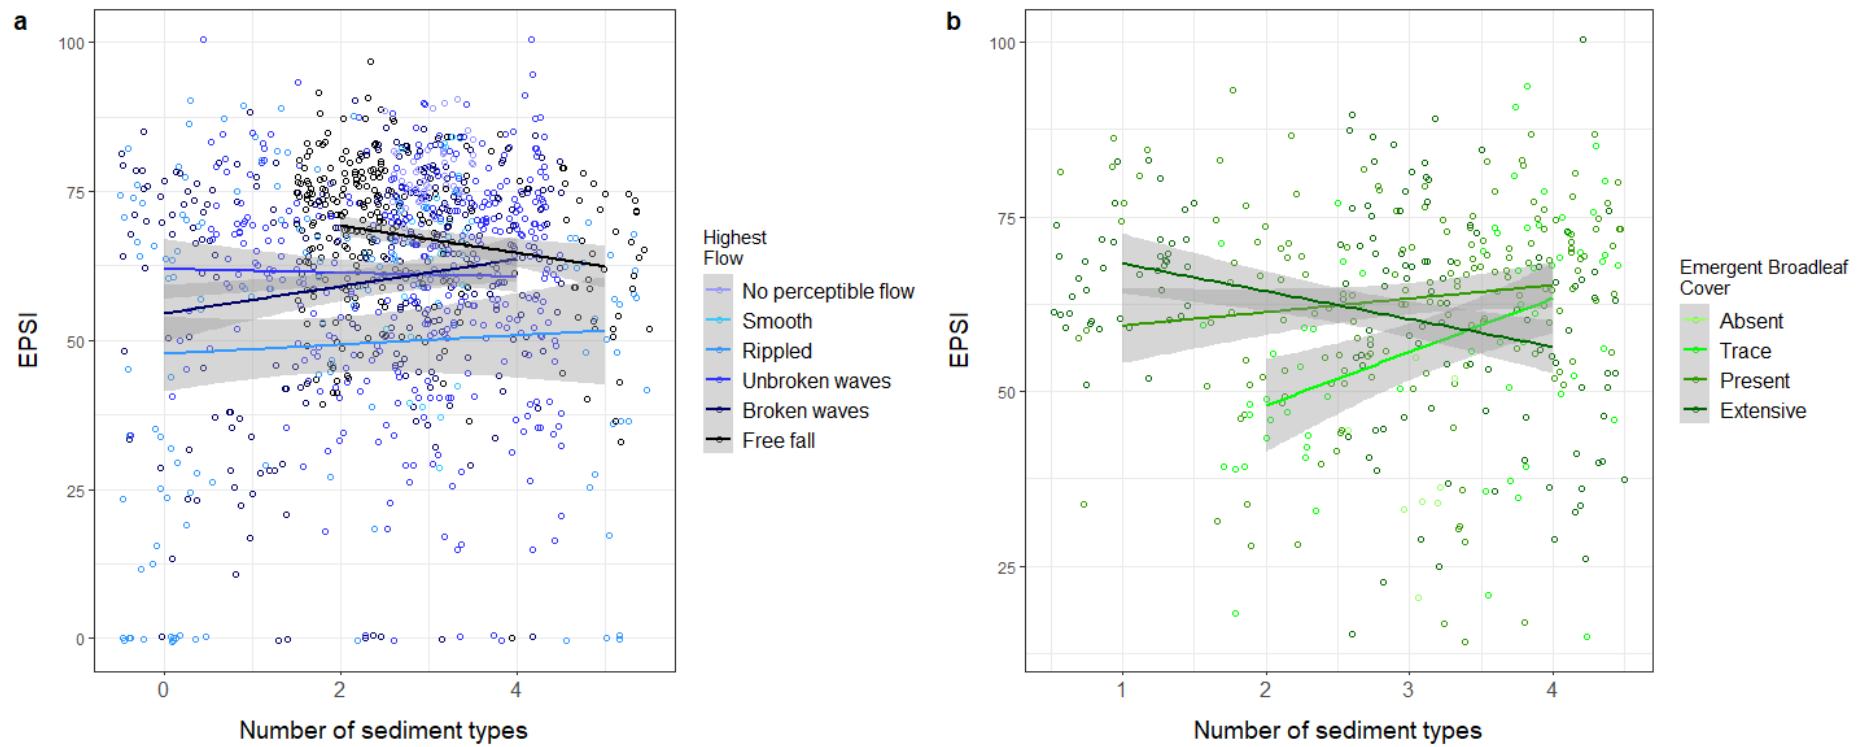 a
100
75
50
25
0
EPSI
0 2 4
Number of sediment types
Highest
Flow
No perceptible flow
Smooth
Rippled
Unbroken waves
Broken waves
Free fall
b
100
75
50
25
EPSI
1 2 3 4
Number of sediment types
Emergent Broadleaf
Cover
Absent
Trace
Present
Extensive